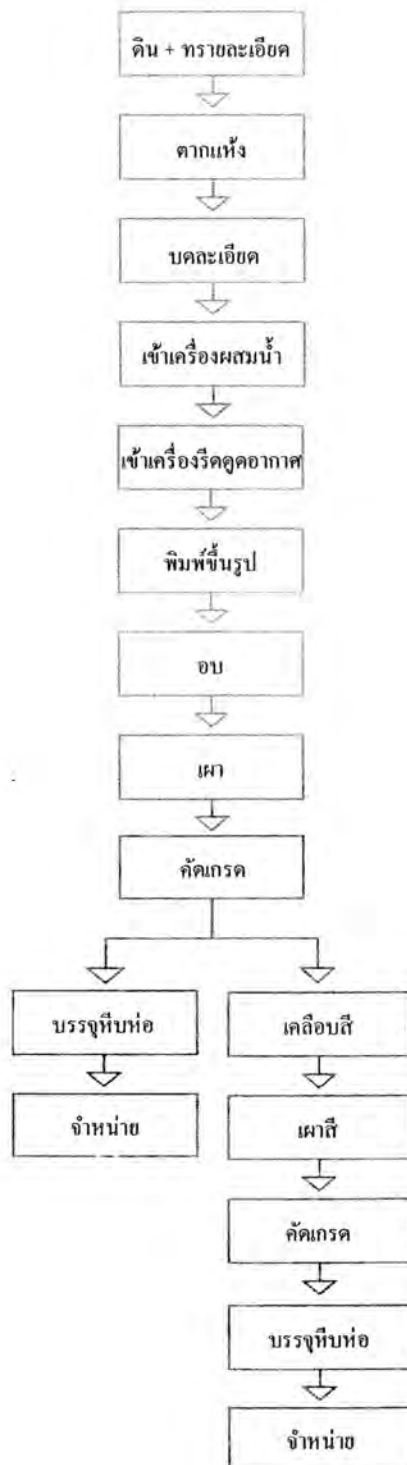 ดิน + ทรายละเอียด
ตากแห้ง
บดละเอียด
เข้าเครื่องผสมน้ำ
เข้าเครื่องรีดดูดอากาศ
พิมพ์ขึ้นรูป
อบ
เผา
คัดเกรด
บรรจุหีบห่อ
จำหน่าย
เคลือบสี
เผาสี
คัดเกรด
บรรจุหีบห่อ
จำหน่าย